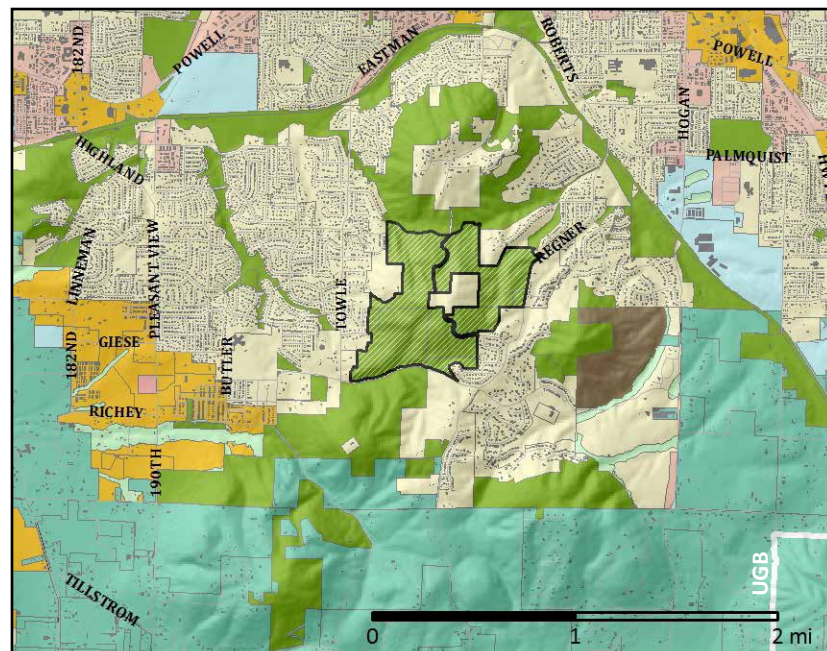 182ND
POWELL
EASTMAN
ROBERTS
POWELL
HIGHLAND
HOGAN
PALMQUIST
LINNEMAN
PLEASANT VIEW
TOWLE
REGNER
182ND
GIESE
BUTLER
RICHEY
190TH
TILLSTROM
UGB
0 1 2 mi